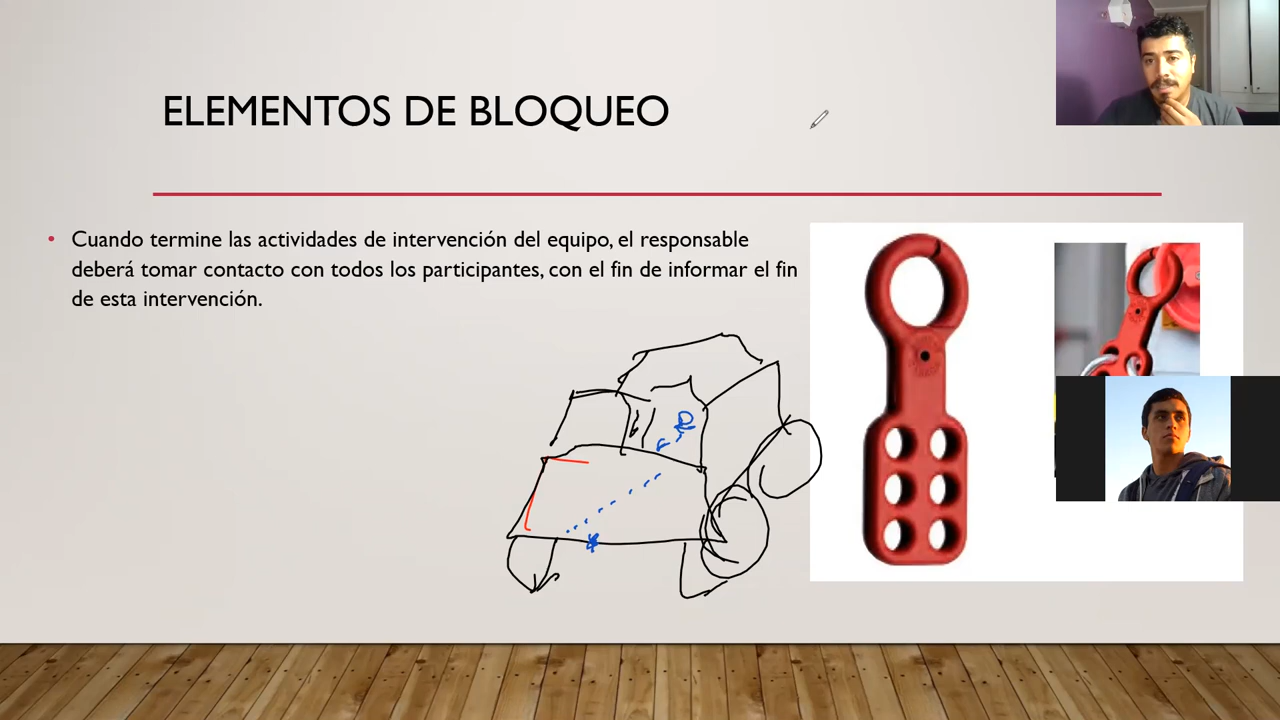 ELEMENTOS DE BLOQUEO
• Cuando termine las actividades de intervención del equipo, el responsable
deberá tomar contacto con todos los participantes, con el fin de informar el fin
de esta intervención.